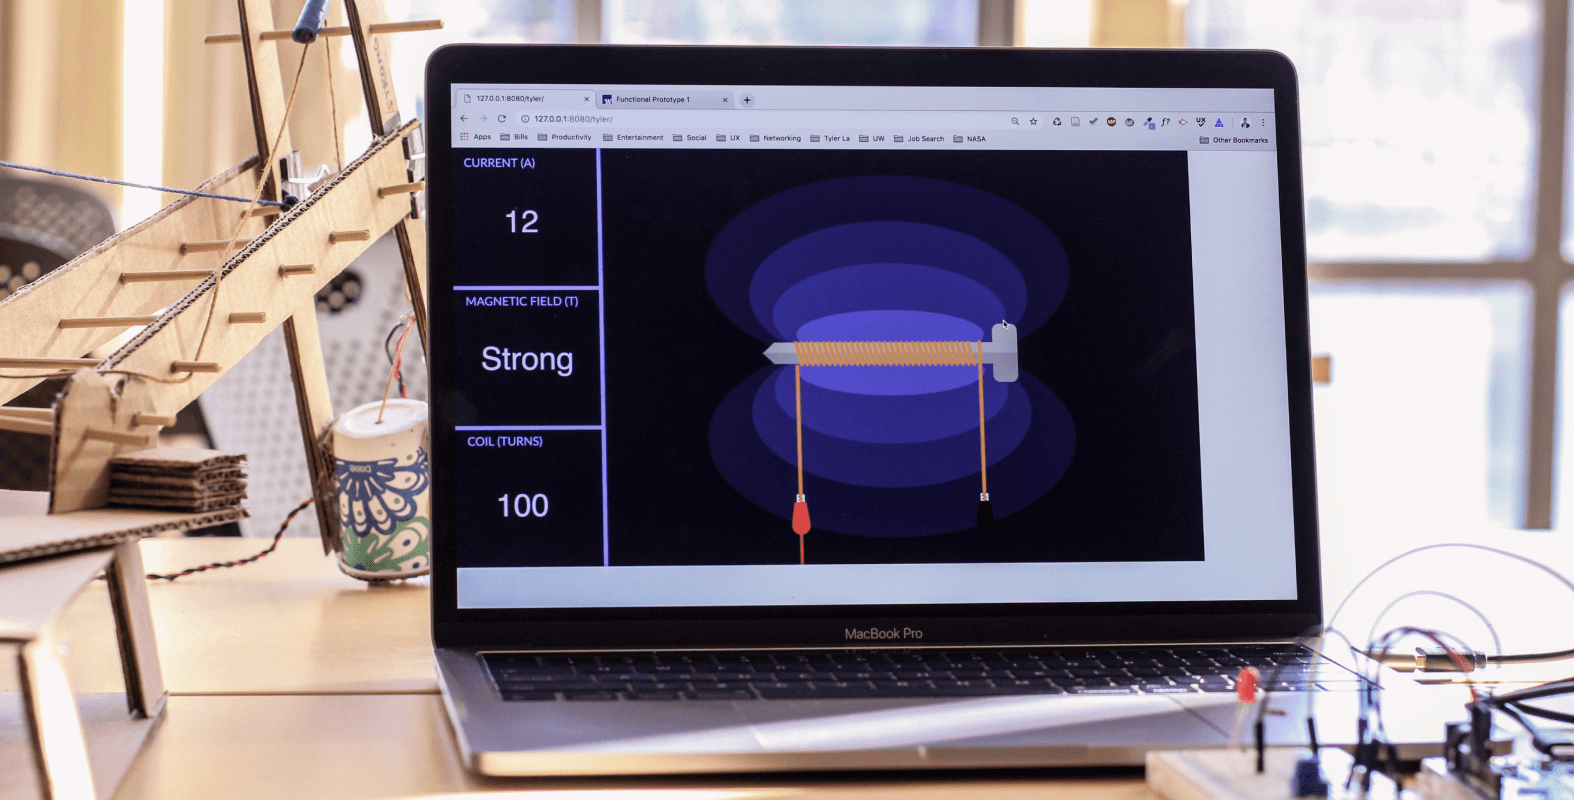 127.0.0.1:8080/tyler/
Functional Prototype 1
127.0.0.1:8080/tyler/
Apps Bills Productivity Entertainment Social UX Networking Tyler La UW Job Search NASA Other Bookmarks
CURRENT (A)
12
MAGNETIC FIELD (T)
Strong
COIL (TURNS)
100
MacBook Pro